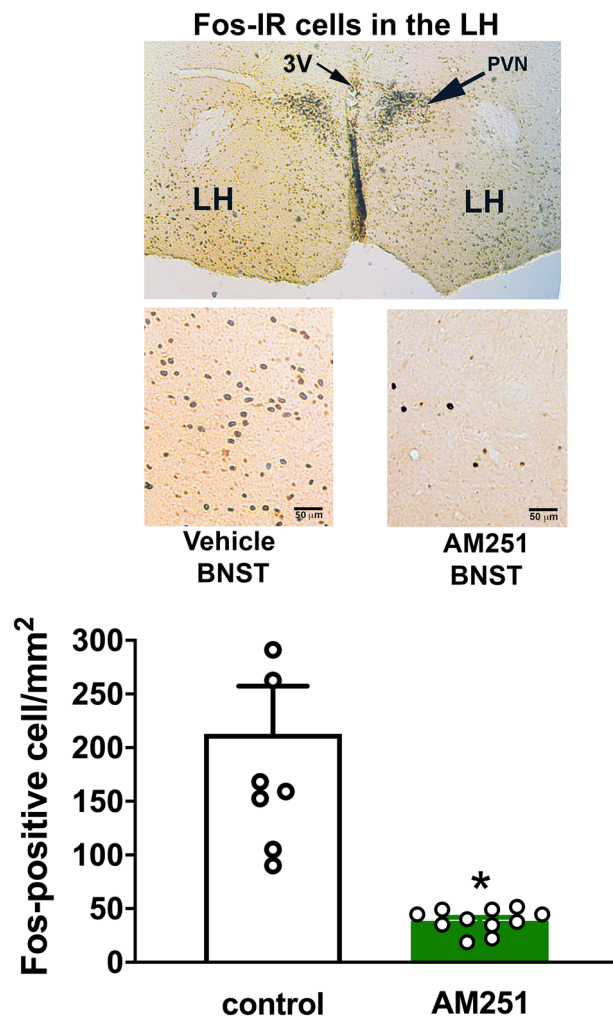 Fos-IR cells in the LH
3V
PVN
LH
LH
50 µm
50 µm
Vehicle
BNST
AM251
BNST
Fos-positive cell/mm²
300
250
200
150
100
50
0
*
control
AM251